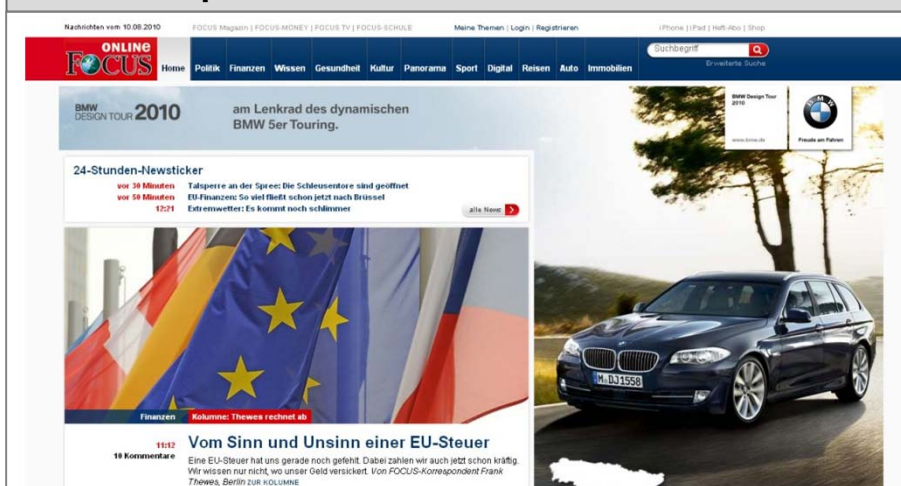 Nachrichten vom 10.08.2010 FOCUS Magazin | FOCUS-MONEY | FOCUS TV | FOCUS-SCHULE Meine Themen | Login | Registrieren iPhone | iPad | Heft-Abo | Shop
ONLINE
FOCUS Home Politik Finanzen Wissen Gesundheit Kultur Panorama Sport Digital Reisen Auto Immobilien
Suchbegriff
Erweiterte Suche
BMW
DESIGN TOUR 2010
am Lenkrad des dynamischen
BMW 5er Touring.
BMW Design Tour
2010
www.bmw.de
BMW
Freude am Fahren
24-Stunden-Newsticker
vor 30 Minuten Talsperre an der Spree: Die Schleusentore sind geöffnet
vor 50 Minuten EU-Finanzen: So viel fließt schon jetzt nach Brüssel
12:21 Extremwetter: Es kommt noch schlimmer
alle News
M DJ1558
Finanzen Kolumne: Thewes rechnet ab
11:12 Vom Sinn und Unsinn einer EU-Steuer
10 Kommentare
Eine EU-Steuer hat uns gerade noch gefehlt. Dabei zahlen wir auch jetzt schon kräftig.
Wir wissen nur nicht, wo unser Geld versickert. Von FOCUS-Korrespondent Frank
Thewes, Berlin ZUR KOLUMNE